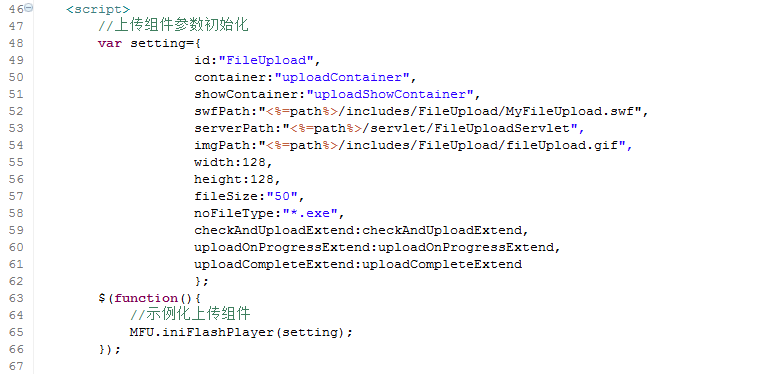 46 <script>
47 //上传组件参数初始化
48 var setting={
49 id:"FileUpload",
50 container:"uploadContainer",
51 showContainer:"uploadShowContainer",
52 swfPath:"<%=path%>/includes/FileUpload/MyFileUpload.swf",
53 serverPath:"<%=path%>/servlet/FileUploadServlet",
54 imgPath:"<%=path%>/includes/FileUpload/fileUpload.gif",
55 width:128,
56 height:128,
57 fileSize:"50",
58 noFileType:"*.exe",
59 checkAndUploadExtend:checkAndUploadExtend,
60 uploadOnProgressExtend:uploadOnProgressExtend,
61 uploadCompleteExtend:uploadCompleteExtend
62 };
63 $(function(){
64 //示例化上传组件
65 MFU.iniFlashPlayer(setting);
66 });
67